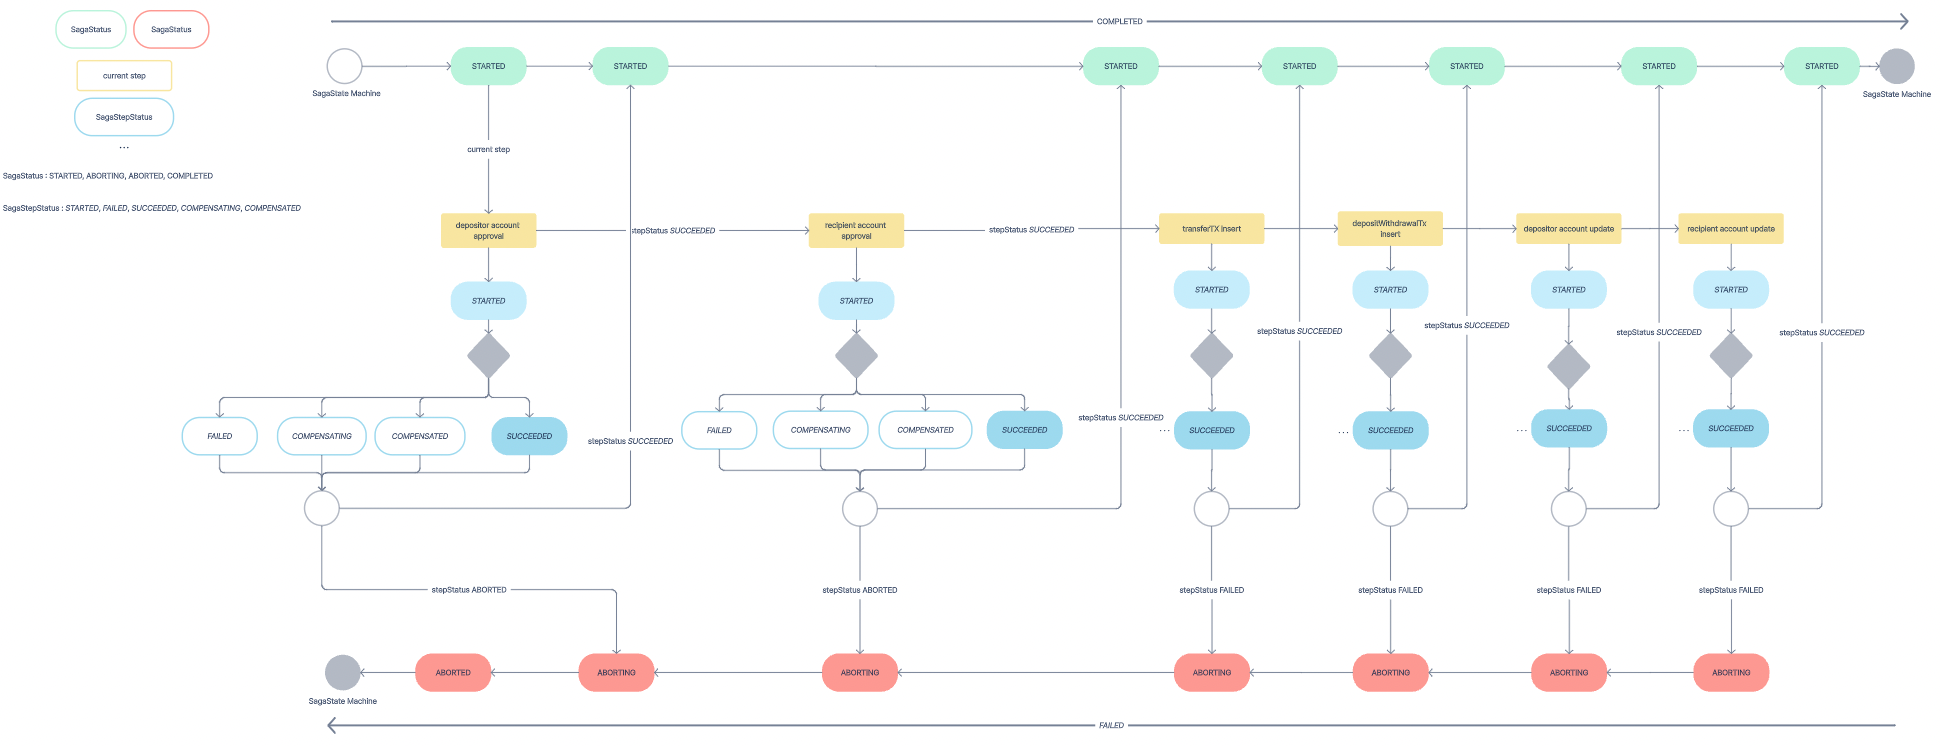 SagaStatus
SagaStatus
current step
SagaStepStatus
...
SagaStatus : STARTED, ABORTING, ABORTED, COMPLETED
SagaStepStatus : STARTED, FAILED, SUCCEEDED, COMPENSATING, COMPENSATED
COMPLETED
SagaState Machine
STARTED
STARTED
STARTED
STARTED
STARTED
STARTED
STARTED
SagaState Machine
current step
depositor account
approval
stepStatus SUCCEEDED
recipient account
approval
stepStatus SUCCEEDED
transferTX insert
depositWithdrawalTx
insert
depositor account update
recipient account update
STARTED
STARTED
STARTED
STARTED
STARTED
STARTED
stepStatus SUCCEEDED
stepStatus SUCCEEDED
stepStatus SUCCEEDED
stepStatus SUCCEEDED
FAILED
COMPENSATING
COMPENSATED
SUCCEEDED
stepStatus SUCCEEDED
FAILED
COMPENSATING
COMPENSATED
SUCCEEDED
stepStatus SUCCEEDED
...
SUCCEEDED
...
SUCCEEDED
...
SUCCEEDED
...
SUCCEEDED
stepStatus ABORTED
stepStatus ABORTED
stepStatus FAILED
stepStatus FAILED
stepStatus FAILED
stepStatus FAILED
SagaState Machine
ABORTED
ABORTING
ABORTING
ABORTING
ABORTING
ABORTING
ABORTING
FAILED